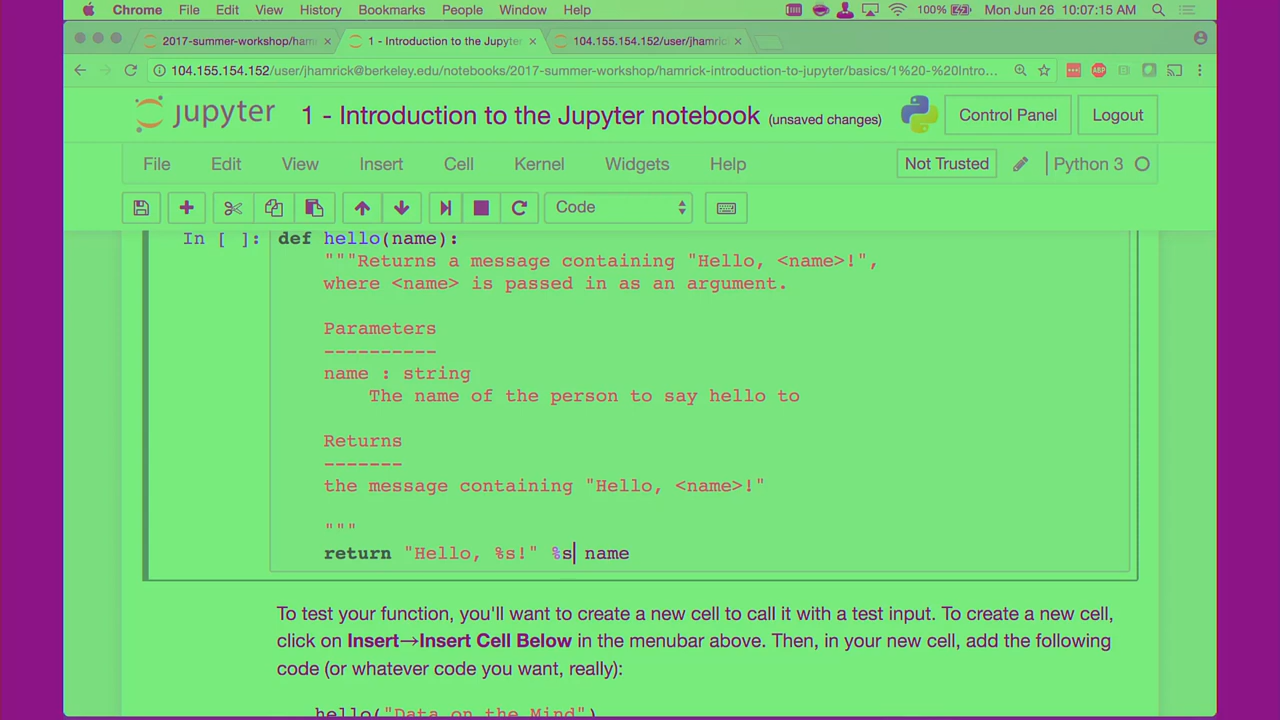 Chrome File Edit View History Bookmarks People Window Help 100% Mon Jun 26 10:07:15 AM
2017-summer-workshop/ham × 1 - Introduction to the Jupyter × 104.155.154.152/user/jhamric ×
104.155.154.152/user/jhamrick@berkeley.edu/notebooks/2017-summer-workshop/hamrick-introduction-to-jupyter/basics/1%20-%20Intro... ABP
jupyter 1 - Introduction to the Jupyter notebook (unsaved changes) Control Panel Logout
File Edit View Insert Cell Kernel Widgets Help Not Trusted Python 3
Code
In [ ]: def hello(name):
"""Returns a message containing "Hello, <name>!",
where <name> is passed in as an argument.
Parameters
----------
name : string
The name of the person to say hello to
Returns
-------
the message containing "Hello, <name>!"
"""
return "Hello, %s!" %s name
To test your function, you'll want to create a new cell to call it with a test input. To create a new cell,
click on Insert→Insert Cell Below in the menubar above. Then, in your new cell, add the following
code (or whatever code you want, really):
hello("Data on the Mind")